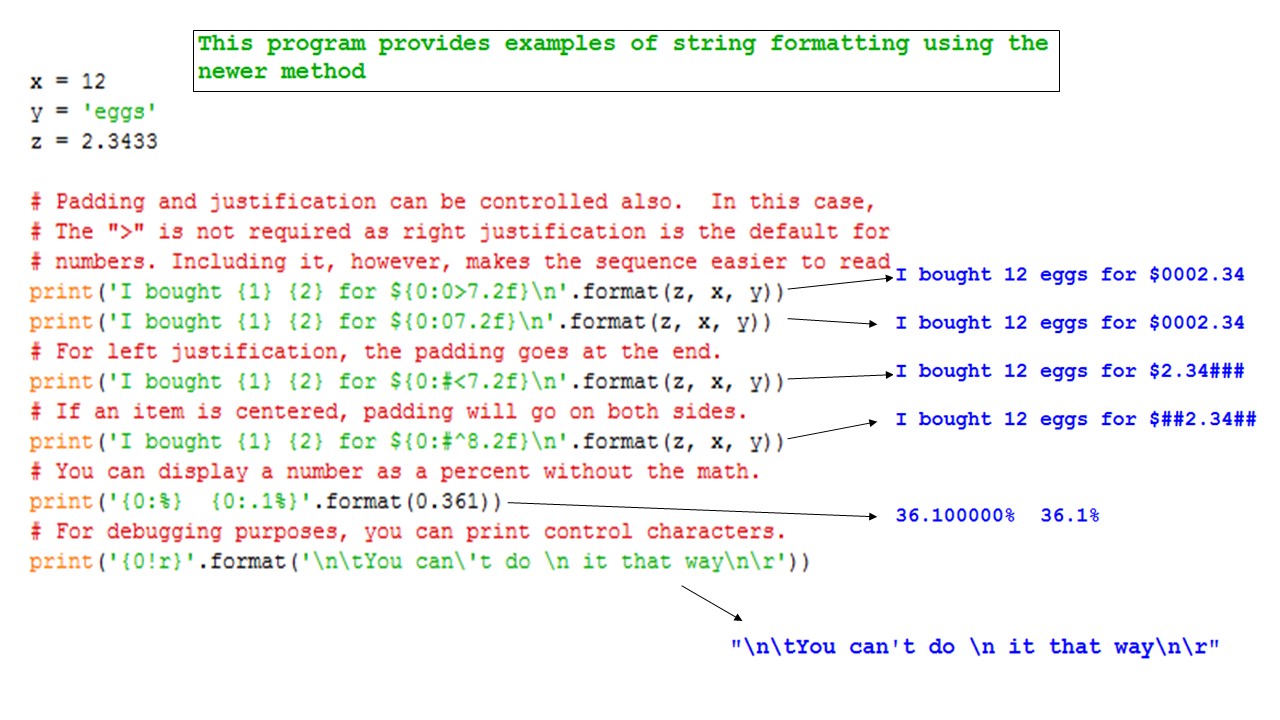 This program provides examples of string formatting using the
newer method
x = 12
y = 'eggs'
z = 2.3433
# Padding and justification can be controlled also.  In this case,
# The ">" is not required as right justification is the default for
# numbers. Including it, however, makes the sequence easier to read
print('I bought {1} {2} for ${0:0>7.2f}\n'.format(z, x, y))
I bought 12 eggs for $0002.34
print('I bought {1} {2} for ${0:07.2f}\n'.format(z, x, y))
I bought 12 eggs for $0002.34
# For left justification, the padding goes at the end.
print('I bought {1} {2} for ${0:#<7.2f}\n'.format(z, x, y))
I bought 12 eggs for $2.34###
# If an item is centered, padding will go on both sides.
print('I bought {1} {2} for ${0:#^8.2f}\n'.format(z, x, y))
I bought 12 eggs for $##2.34##
# You can display a number as a percent without the math.
print('{0:%}  {0:.1%}'.format(0.361))
36.100000%  36.1%
# For debugging purposes, you can print control characters.
print('{0!r}'.format('\n\tYou can\'t do \n it that way\n\r'))
"\n\tYou can't do \n it that way\n\r"